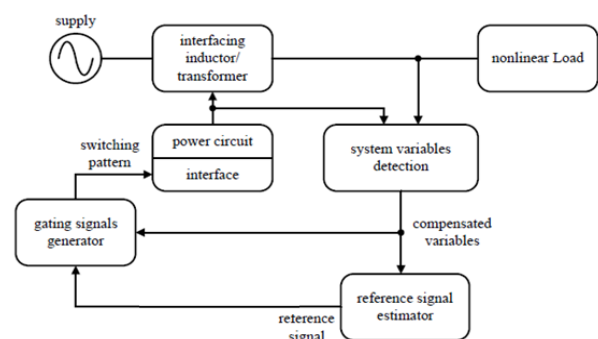 supply
interfacing
inductor/
transformer
nonlinear Load
switching
pattern
power circuit
interface
system variables
detection
gating signals
generator
compensated
variables
reference signal
estimator
reterence
signal